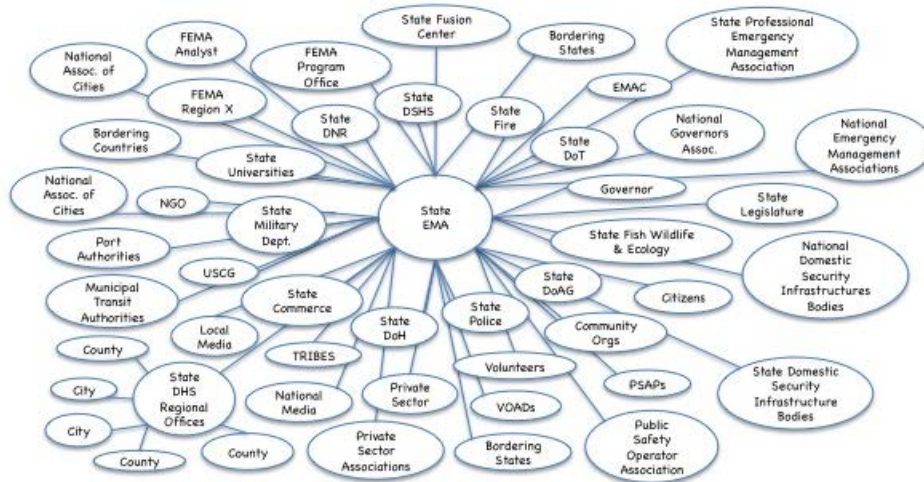 State Fusion
Center
State Professional
Emergency
Management
Association
FEMA
Analyst
Bordering
States
FEMA
Program
Office
National
Assoc. of
Cities
EMAC
FEMA
Region X
State
DSHS
State
Fire
State
DNR
National
Governors
Assoc.
National
Emergency
Management
Associations
State
DoT
Bordering
Countries
State
Universities
Governor
National
Assoc. of
Cities
NGO
State
EMA
State
Legislature
State
Military
Dept.
State Fish Wildlife
& Ecology
Port
Authorities
National
Domestic
Security
Infrastructures
Bodies
USCG
State
DoAG
Municipal
Transit
Authorities
State
Commerce
Citizens
State
Police
Local
Media
State
DoH
Community
Orgs
County
TRIBES
Volunteers
State
DHS
Regional
Offices
City
National
Media
Private
Sector
PSAPs
State Domestic
Security
Infrastructure
Bodies
VOADs
City
County
County
Private
Sector
Associations
Bordering
States
Public
Safety
Operator
Association